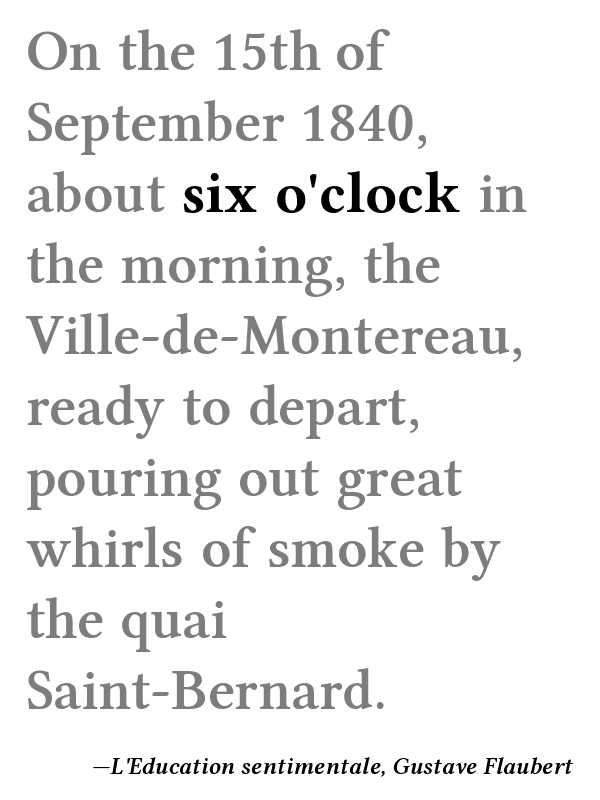 On the 15th of
September 1840,
about six o'clock in
the morning, the
Ville-de-Montereau,
ready to depart,
pouring out great
whirls of smoke by
the quai
Saint-Bernard.
—L'Education sentimentale, Gustave Flaubert